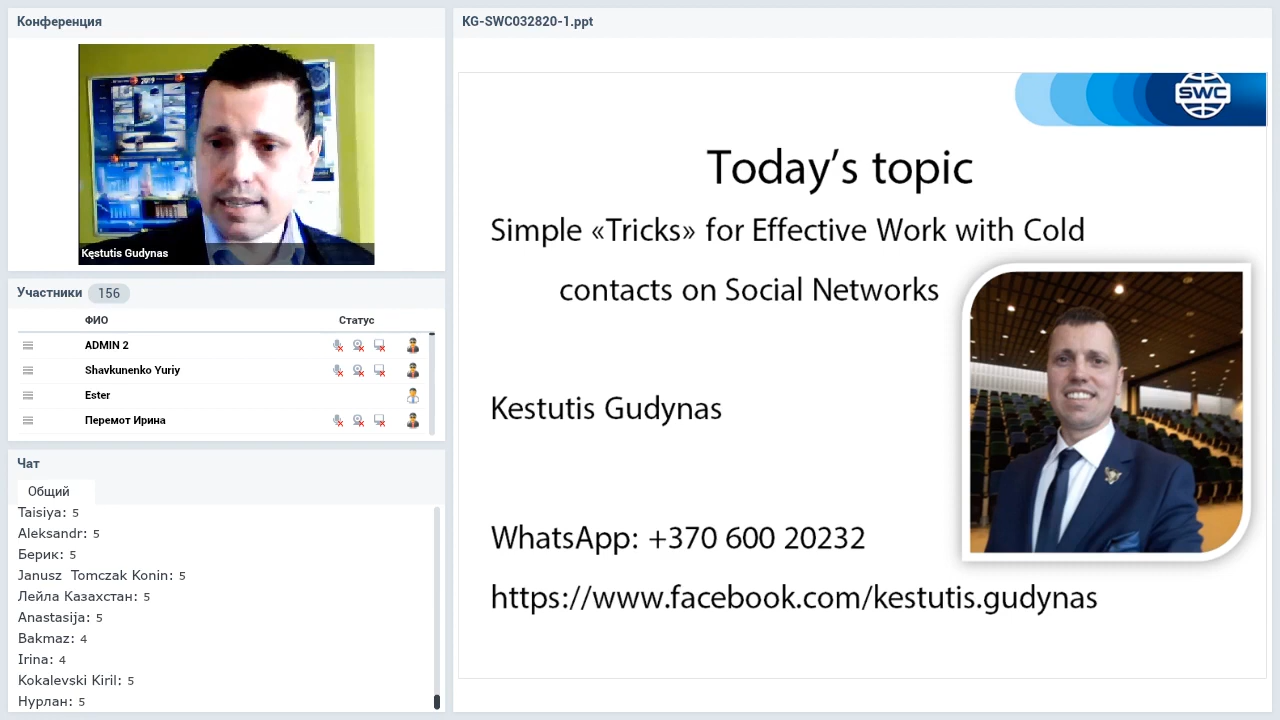 Конференция
2019
Kęstutis Gudynas
Участники 156
ФИО Статус
ADMIN 2
Shavkunenko Yuriy
Ester
Перемот Ирина
Чат
Общий
Taisiya: 5
Aleksandr: 5
Берик: 5
Janusz Tomczak Konin: 5
Лейла Казахстан: 5
Anastasija: 5
Bakmaz: 4
Irina: 4
Kokalevski Kiril: 5
Нурлан: 5
KG-SWC032820-1.ppt
SWC
Today’s topic
Simple «Tricks» for Effective Work with Cold
contacts on Social Networks
Kestutis Gudynas
WhatsApp: +370 600 20232
https://www.facebook.com/kestutis.gudynas